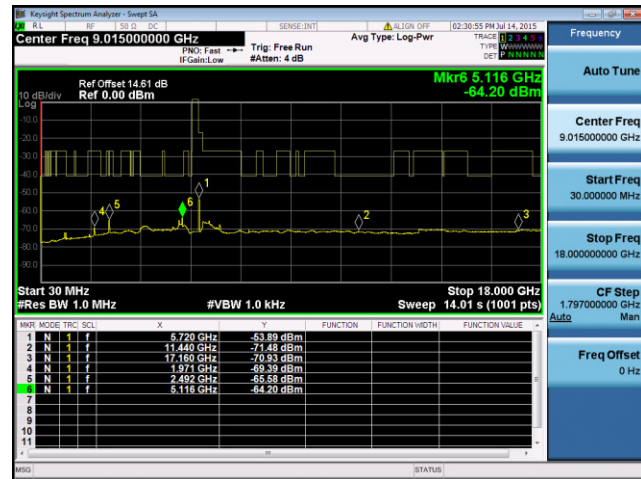 Keysight Spectrum Analyzer - Swept SA
RL RF 50 Ω DC SENSE:INT ALIGN OFF 02:30:55 PM Jul 14, 2015
Center Freq 9.015000000 GHz
PNO: Fast
IFGain:Low
Trig: Free Run
#Atten: 4 dB
Avg Type: Log-Pwr
TRACE 1 2 3 4 5 6
TYPE WWWWWW
DET P NNNNN
Ref Offset 14.61 dB
10 dB/div Ref 0.00 dBm
Log
Mkr6 5.116 GHz
-64.20 dBm
-10.0
-20.0
-30.0
-40.0
-50.0
-60.0
-70.0
-80.0
-90.0
1
2
3
4
5
6
Start 30 MHz
Stop 18.000 GHz
#Res BW 1.0 MHz #VBW 1.0 kHz Sweep 14.01 s (1001 pts)
MKR MODE TRC SCL X Y FUNCTION FUNCTION WIDTH FUNCTION VALUE
1 N 1 f 5.720 GHz -53.89 dBm
2 N 1 f 11.440 GHz -71.48 dBm
3 N 1 f 17.160 GHz -70.93 dBm
4 N 1 f 1.971 GHz -69.39 dBm
5 N 1 f 2.492 GHz -65.58 dBm
6 N 1 f 5.116 GHz -64.20 dBm
7
8
9
10
11
MSG STATUS
Frequency
Auto Tune
Center Freq
9.015000000 GHz
Start Freq
30.000000 MHz
Stop Freq
18.000000000 GHz
CF Step
1.797000000 GHz
Auto Man
Freq Offset
0 Hz